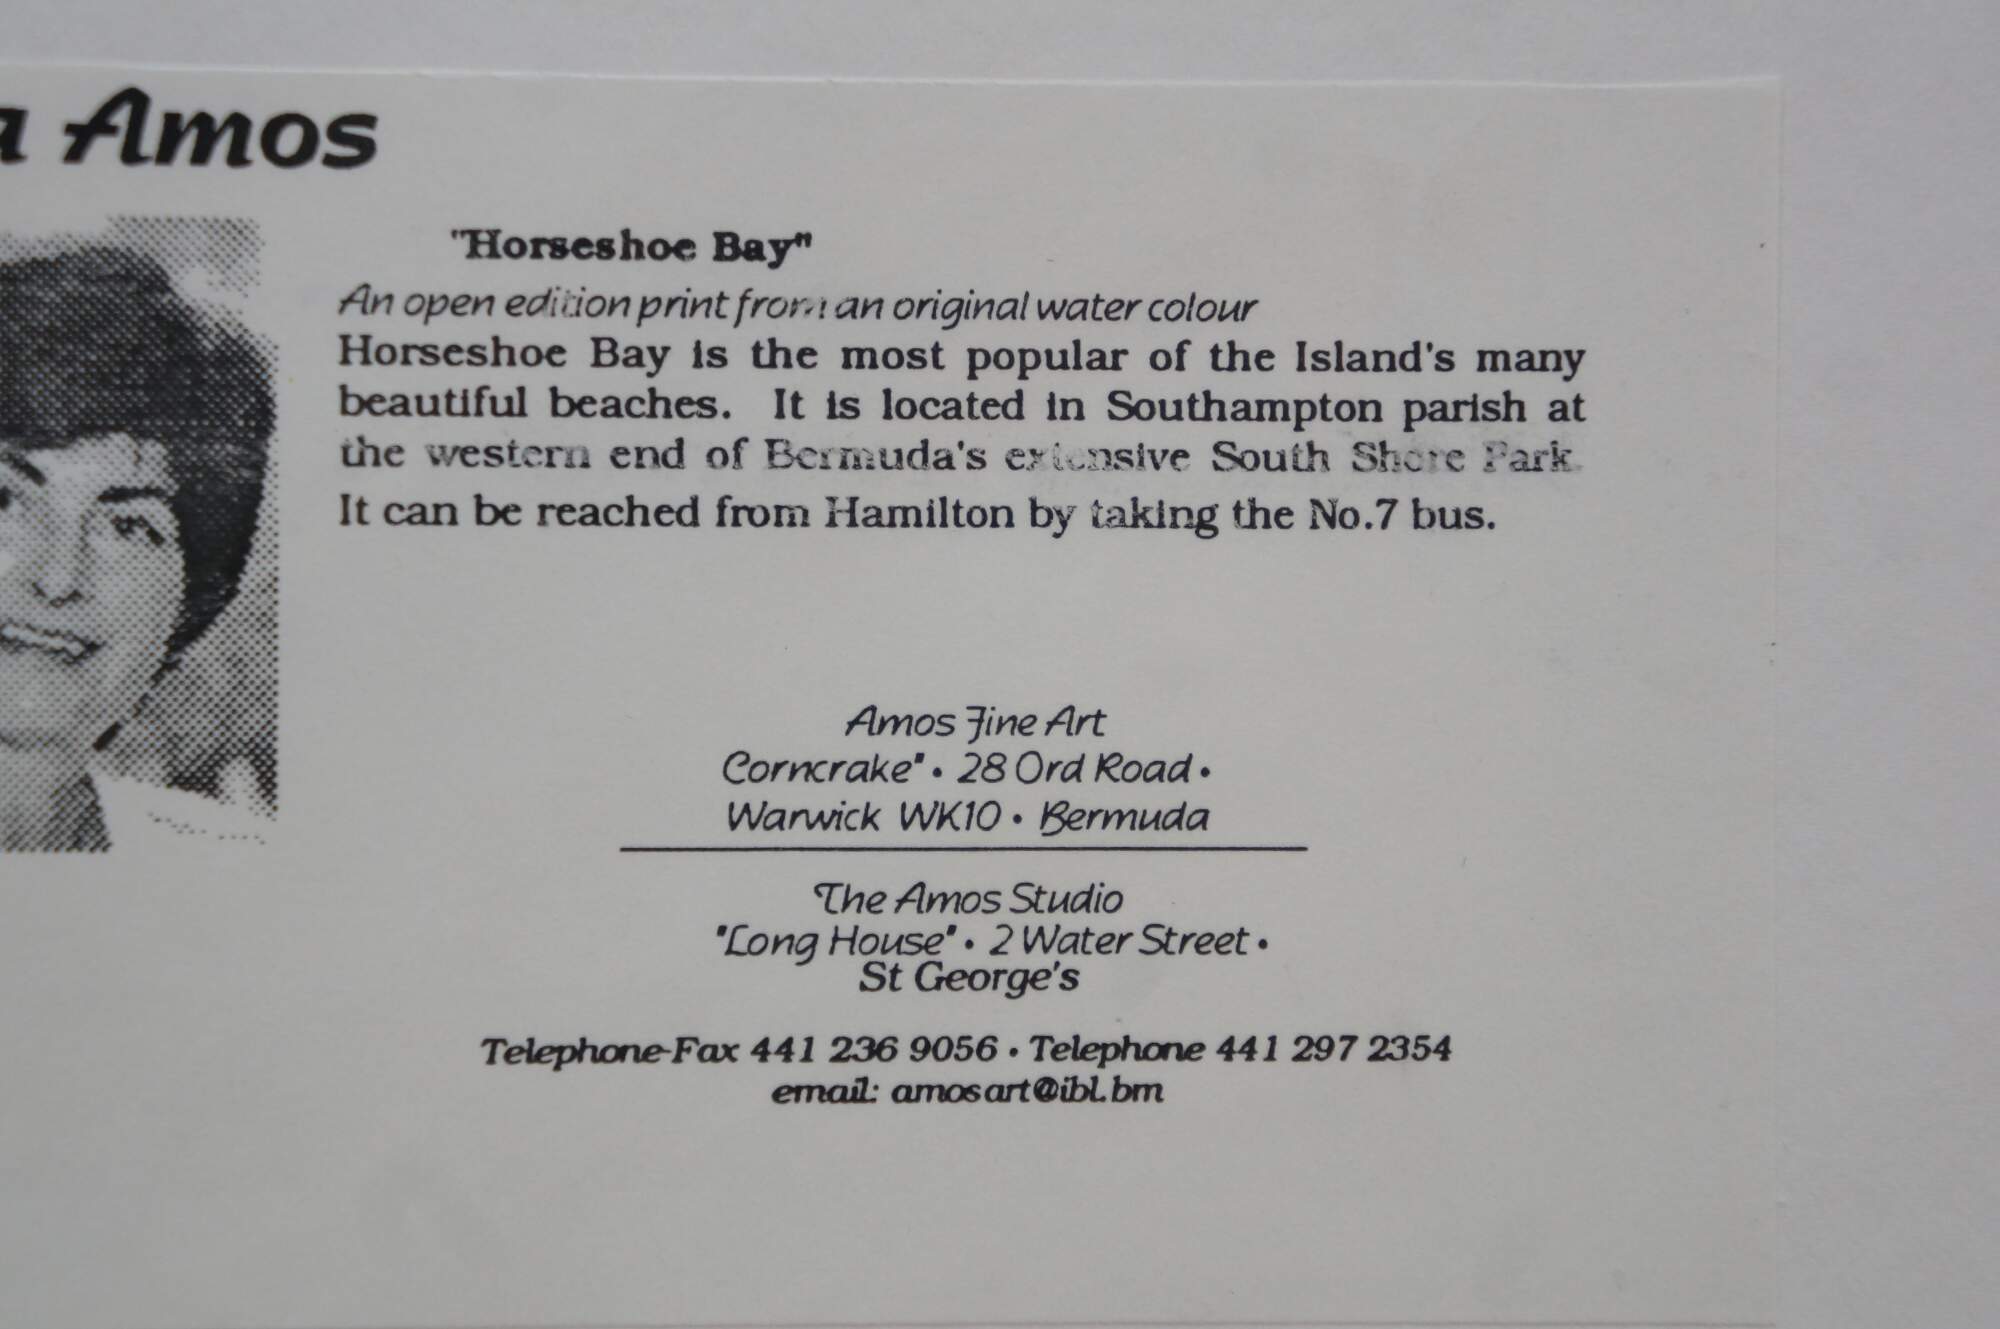 a Amos
"Horseshoe Bay"
An open edition print from an original water colour
Horseshoe Bay is the most popular of the Island's many
beautiful beaches. It is located in Southampton parish at
the western end of Bermuda's extensive South Shore Park
It can be reached from Hamilton by taking the No.7 bus.
Amos Fine Art
Corncrake" • 28 Ord Road •
Warwick WK10 • Bermuda
The Amos Studio
"Long House" • 2 Water Street •
St George's
Telephone-Fax 441 236 9056 • Telephone 441 297 2354
email: amosart@ibl.bm